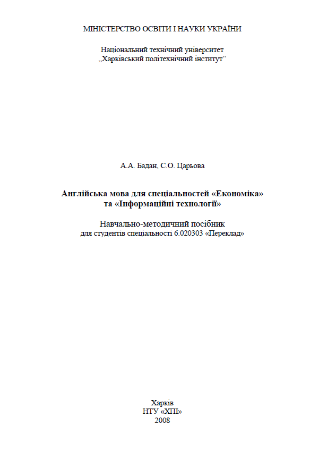 МІНІСТЕРСТВО ОСВІТИ І НАУКИ УКРАЇНИ
Національний технічний університет
„Харківський політехнічний інститут”
А.А. Бадан, Є.О. Царьова
Англійська мова для спеціальностей «Економіка»
та «Інформаційні технології»
Навчально-методичний посібник
для студентів спеціальності 6.020303 «Переклад»
Харків
НТУ «ХПІ»
2008